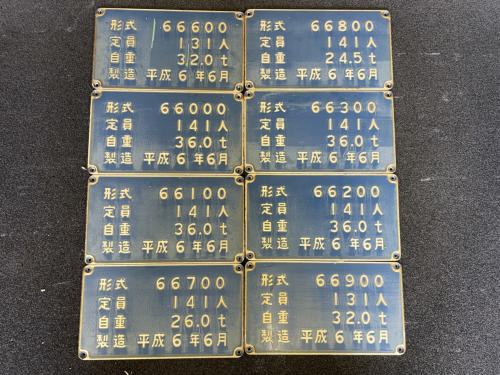 形式 66600
定員 131人
自重 32.0t
製造 平成 6年6月
形式 66800
定員 141人
自重 24.5t
製造 平成 6年6月
形式 66000
定員 141人
自重 36.0t
製造 平成 6年6月
形式 66300
定員 141人
自重 36.0t
製造 平成 6年6月
形式 66100
定員 141人
自重 36.0t
製造 平成 6年6月
形式 66200
定員 141人
自重 36.0t
製造 平成 6年6月
形式 66700
定員 141人
自重 26.0t
製造 平成 6年6月
形式 66900
定員 131人
自重 32.0t
製造 平成 6年6月